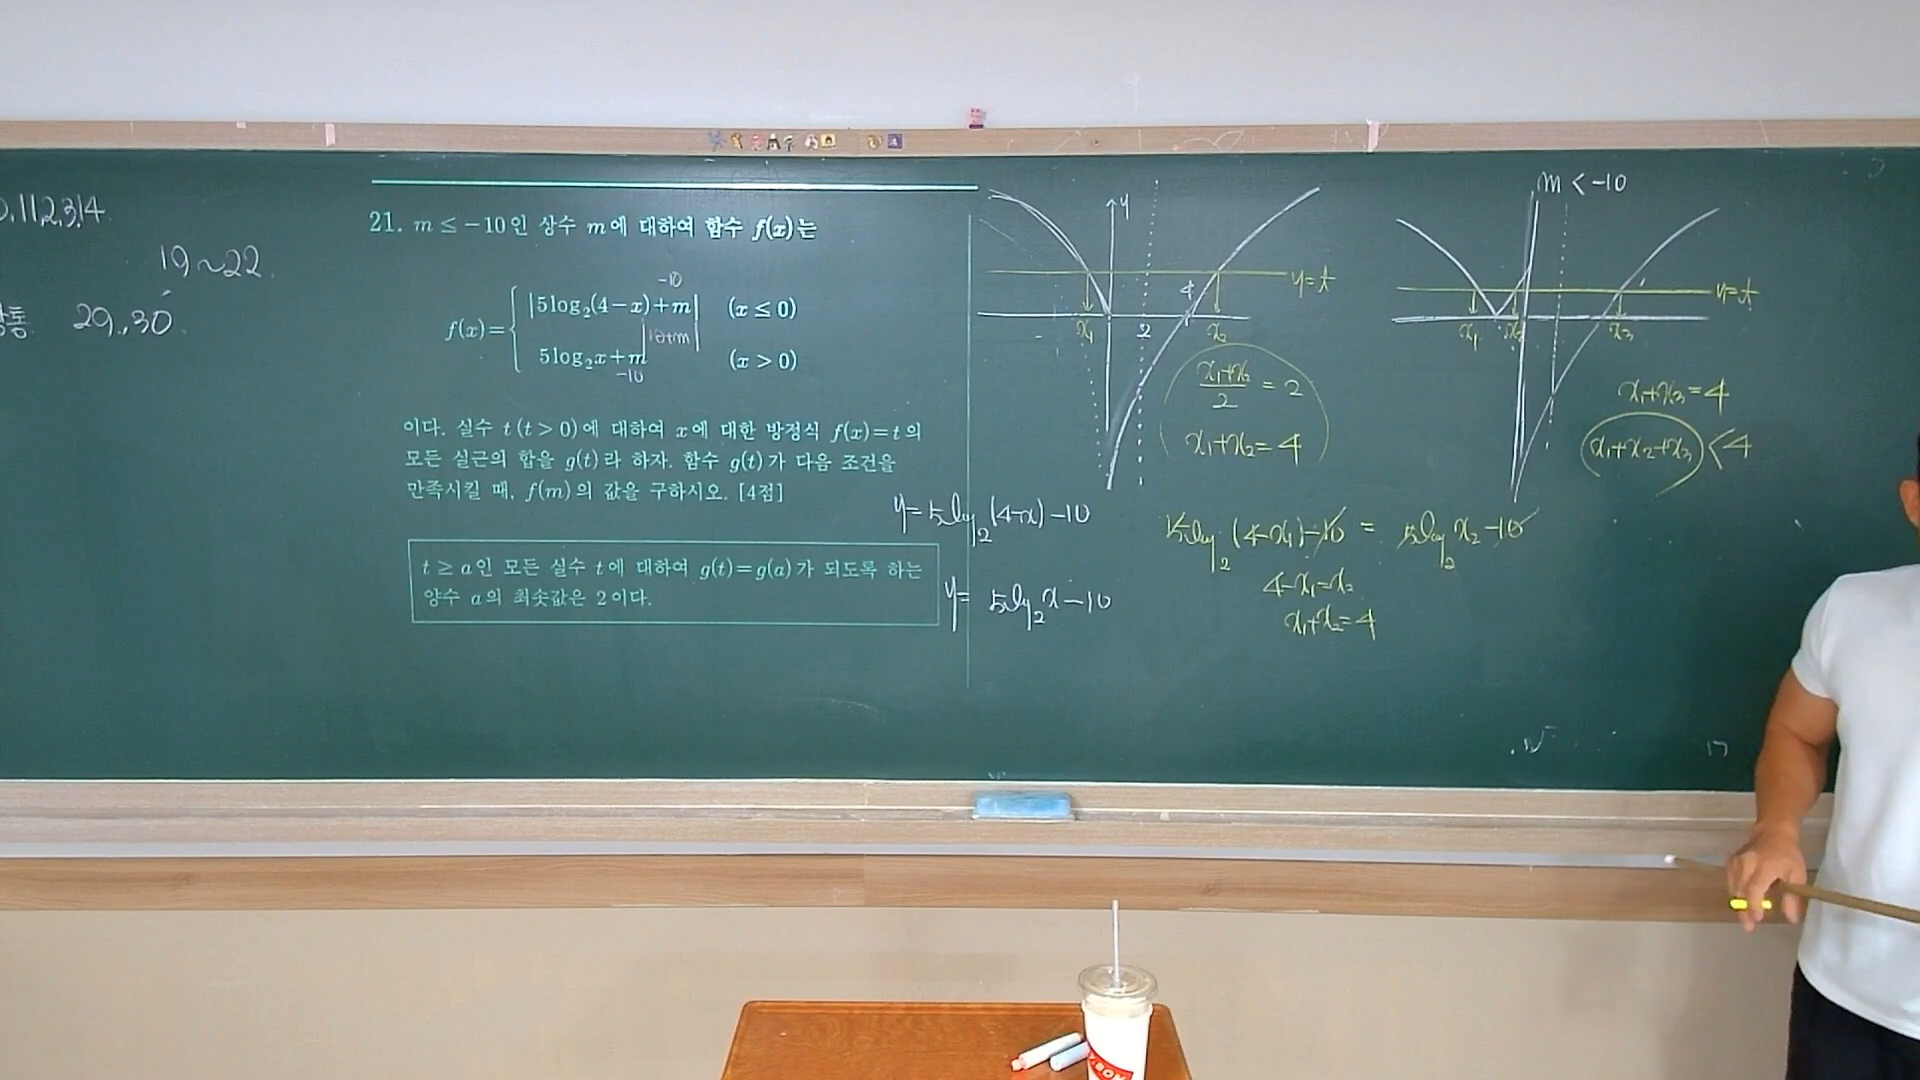 0,11,12,13,14
19~22
공통 29,30
21. m ≤ -10인 상수 m에 대하여 함수 f(x)는
-10
f(x)= { |5log₂(4-x)+m| (x ≤ 0)
|10+m|
5log₂x+m (x > 0)
-10
이다. 실수 t(t>0)에 대하여 x에 대한 방정식 f(x)=t의
모든 실근의 합을 g(t)라 하자. 함수 g(t)가 다음 조건을
만족시킬 때, f(m)의 값을 구하시오. [4점]
t ≥ a인 모든 실수 t에 대하여 g(t)=g(a)가 되도록 하는
양수 a의 최솟값은 2이다.
y
y=t
4
x₁ 2 x₂
(x₁+x₂)/2 = 2
x₁+x₂=4
y=5log₂(4-x)-10
y=5log₂x-10
5log₂(4-x₁)-10 = 5log₂x₂-10
4-x₁=x₂
x₁+x₂=4
m<-10
y=t
x₁ x₂ x₃
x₁+x₃=4
x₁+x₂+x₃<4